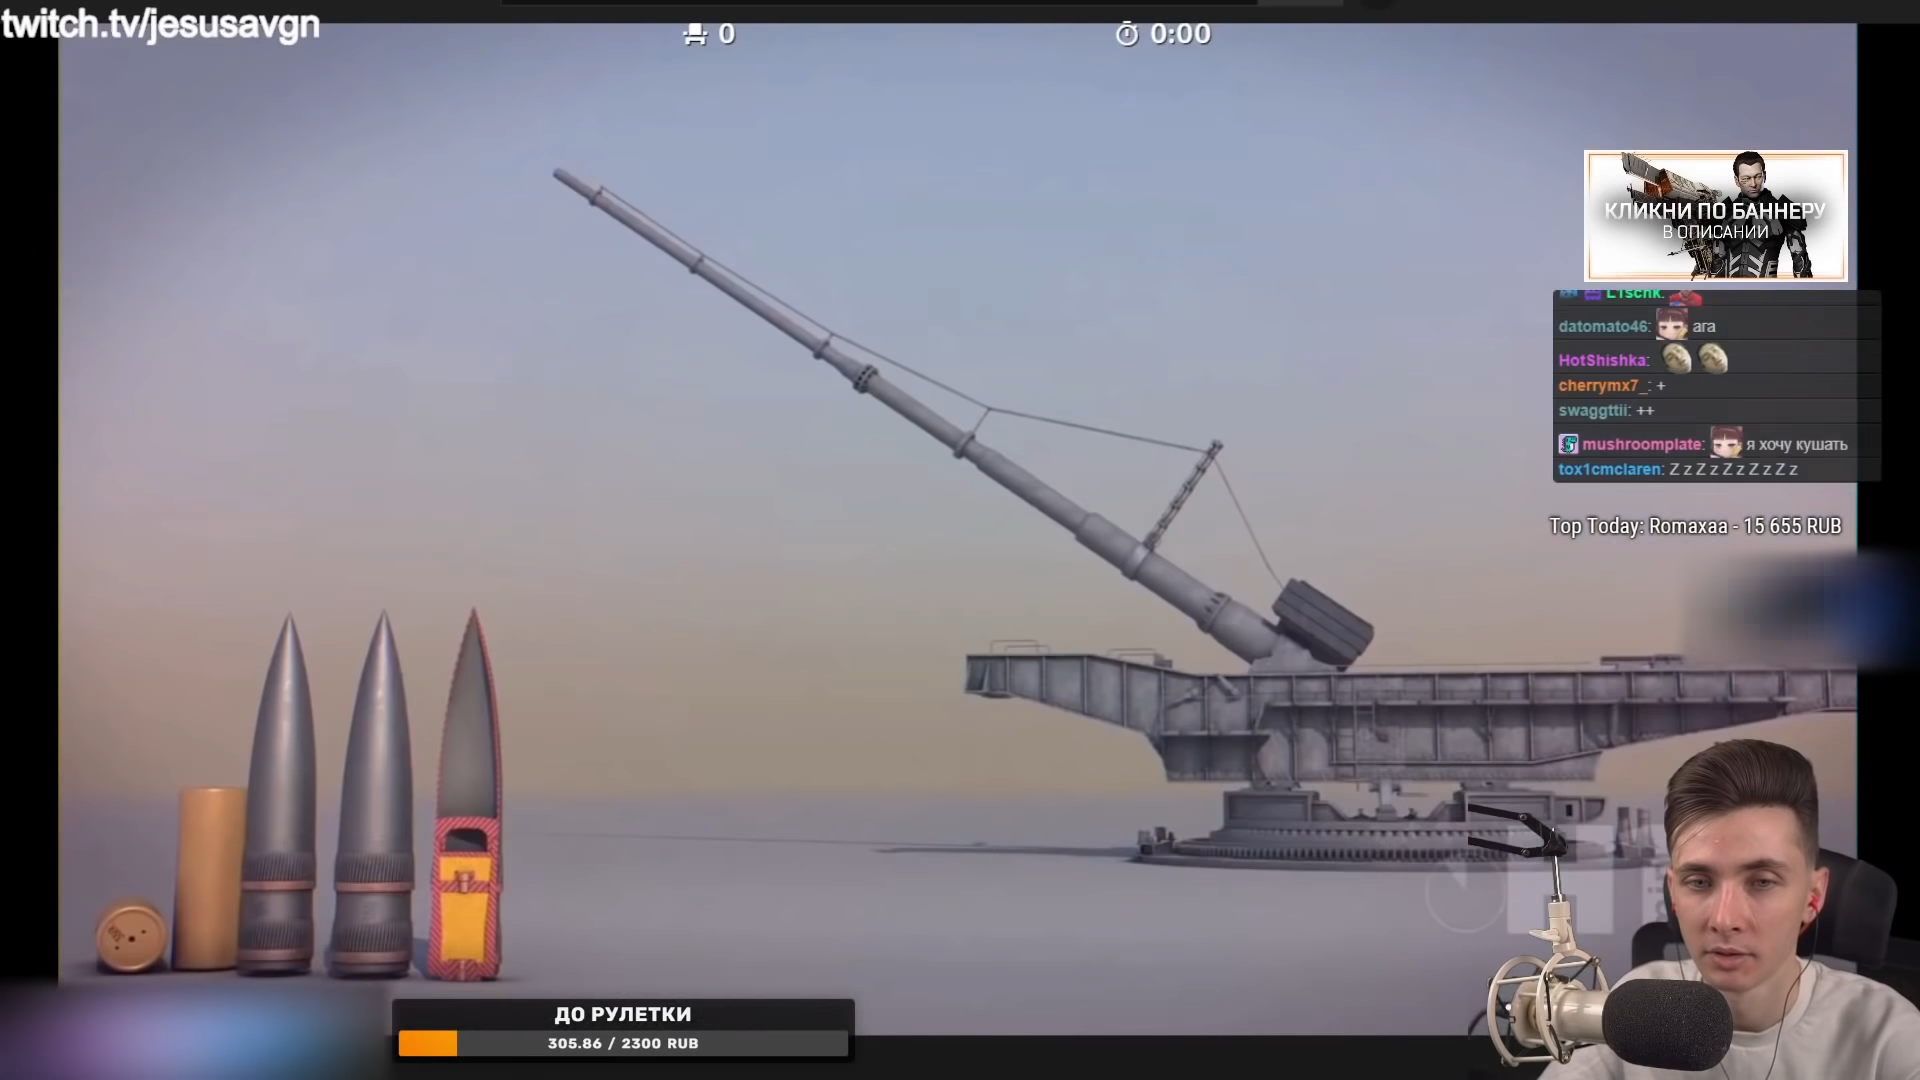 twitch.tv/jesusavgn
0
0:00
КЛИКНИ ПО БАННЕРУ
В ОПИСАНИИ
L1schk:
datomato46: ага
HotShishka:
cherrymx7_: +
swaggttii: ++
mushroomplate: я хочу кушать
tox1cmclaren: Z z Z z Z z Z z Z z
Top Today: Romaxaa - 15 655 RUB
ДО РУЛЕТКИ
305.86 / 2300 RUB